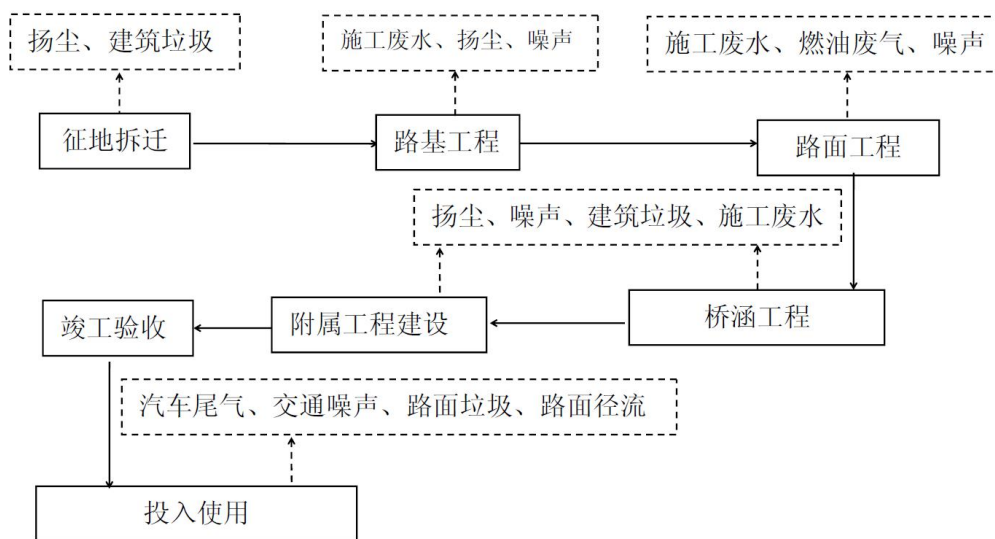 扬尘、建筑垃圾
施工废水、扬尘、噪声
施工废水、燃油废气、噪声
征地拆迁
路基工程
路面工程
扬尘、噪声、建筑垃圾、施工废水
竣工验收
附属工程建设
桥涵工程
汽车尾气、交通噪声、路面垃圾、路面径流
投入使用